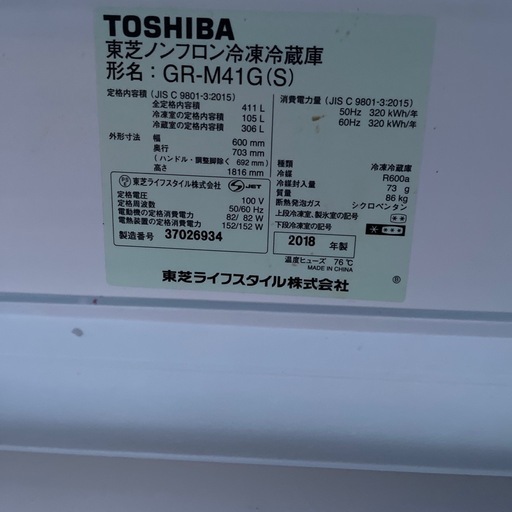 TOSHIBA
東芝ノンフロン冷凍冷蔵庫
形名：GR-M41G(S)
定格内容積（JIS C 9801-3:2015）
全定格内容積 411 L
冷凍室の定格内容積 105 L
冷蔵室の定格内容積 306 L
外形寸法 幅 600 mm
奥行 703 mm
（ハンドル・調整脚除く 692 mm）
高さ 1816 mm
東芝ライフスタイル株式会社 JET
定格電圧 100 V
定格周波数 50/60 Hz
電動機の定格消費電力 82/ 82 W
電熱装置の定格消費電力 152/152 W
製造番号 37026934
消費電力量（JIS C 9801-3:2015）
50Hz 320 kWh/年
60Hz 320 kWh/年
種類 冷凍冷蔵庫
冷媒 R600a
冷媒封入量 73 g
質量 86 kg
断熱発泡ガス シクロペンタン
上段冷凍室、製氷室の記号 **
下段冷凍室の記号 ****
2018 年製
温度ヒューズ 76℃
MADE IN CHINA
東芝ライフスタイル株式会社 ®